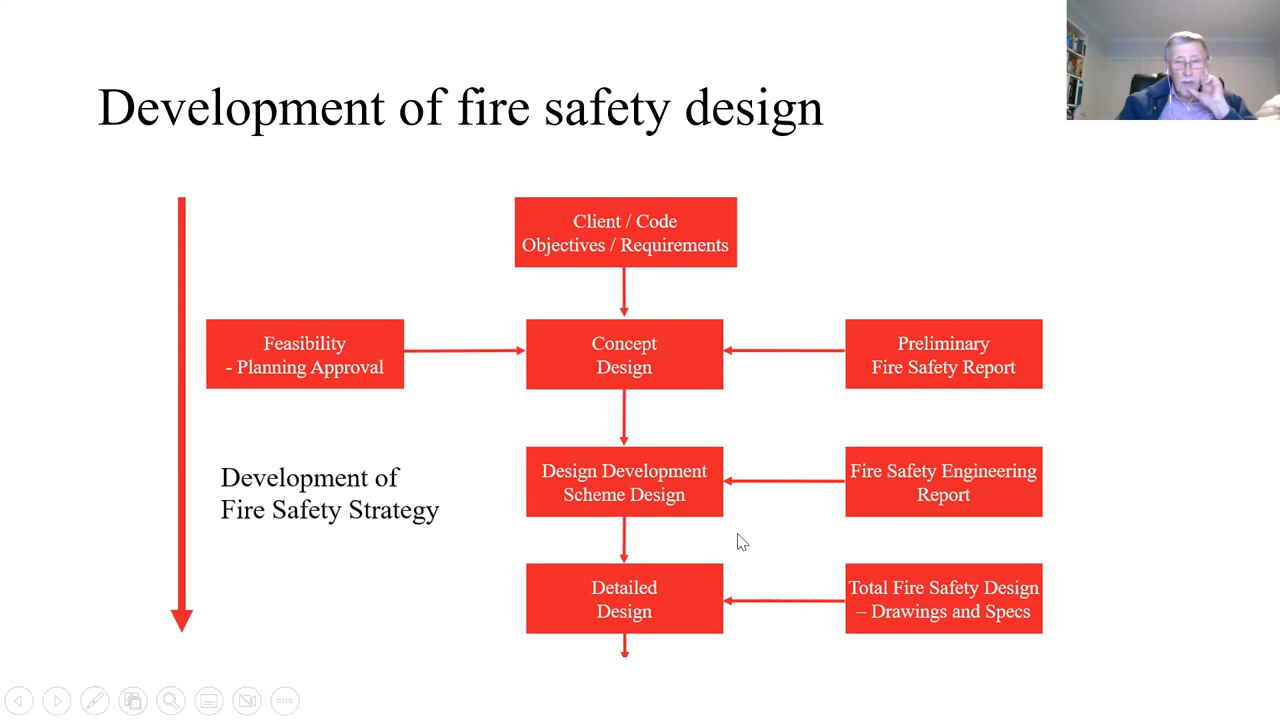 Development of fire safety design
Client / Code
Objectives / Requirements
Feasibility
- Planning Approval
Concept
Design
Preliminary
Fire Safety Report
Development of
Fire Safety Strategy
Design Development
Scheme Design
Fire Safety Engineering
Report
Detailed
Design
Total Fire Safety Design
– Drawings and Specs